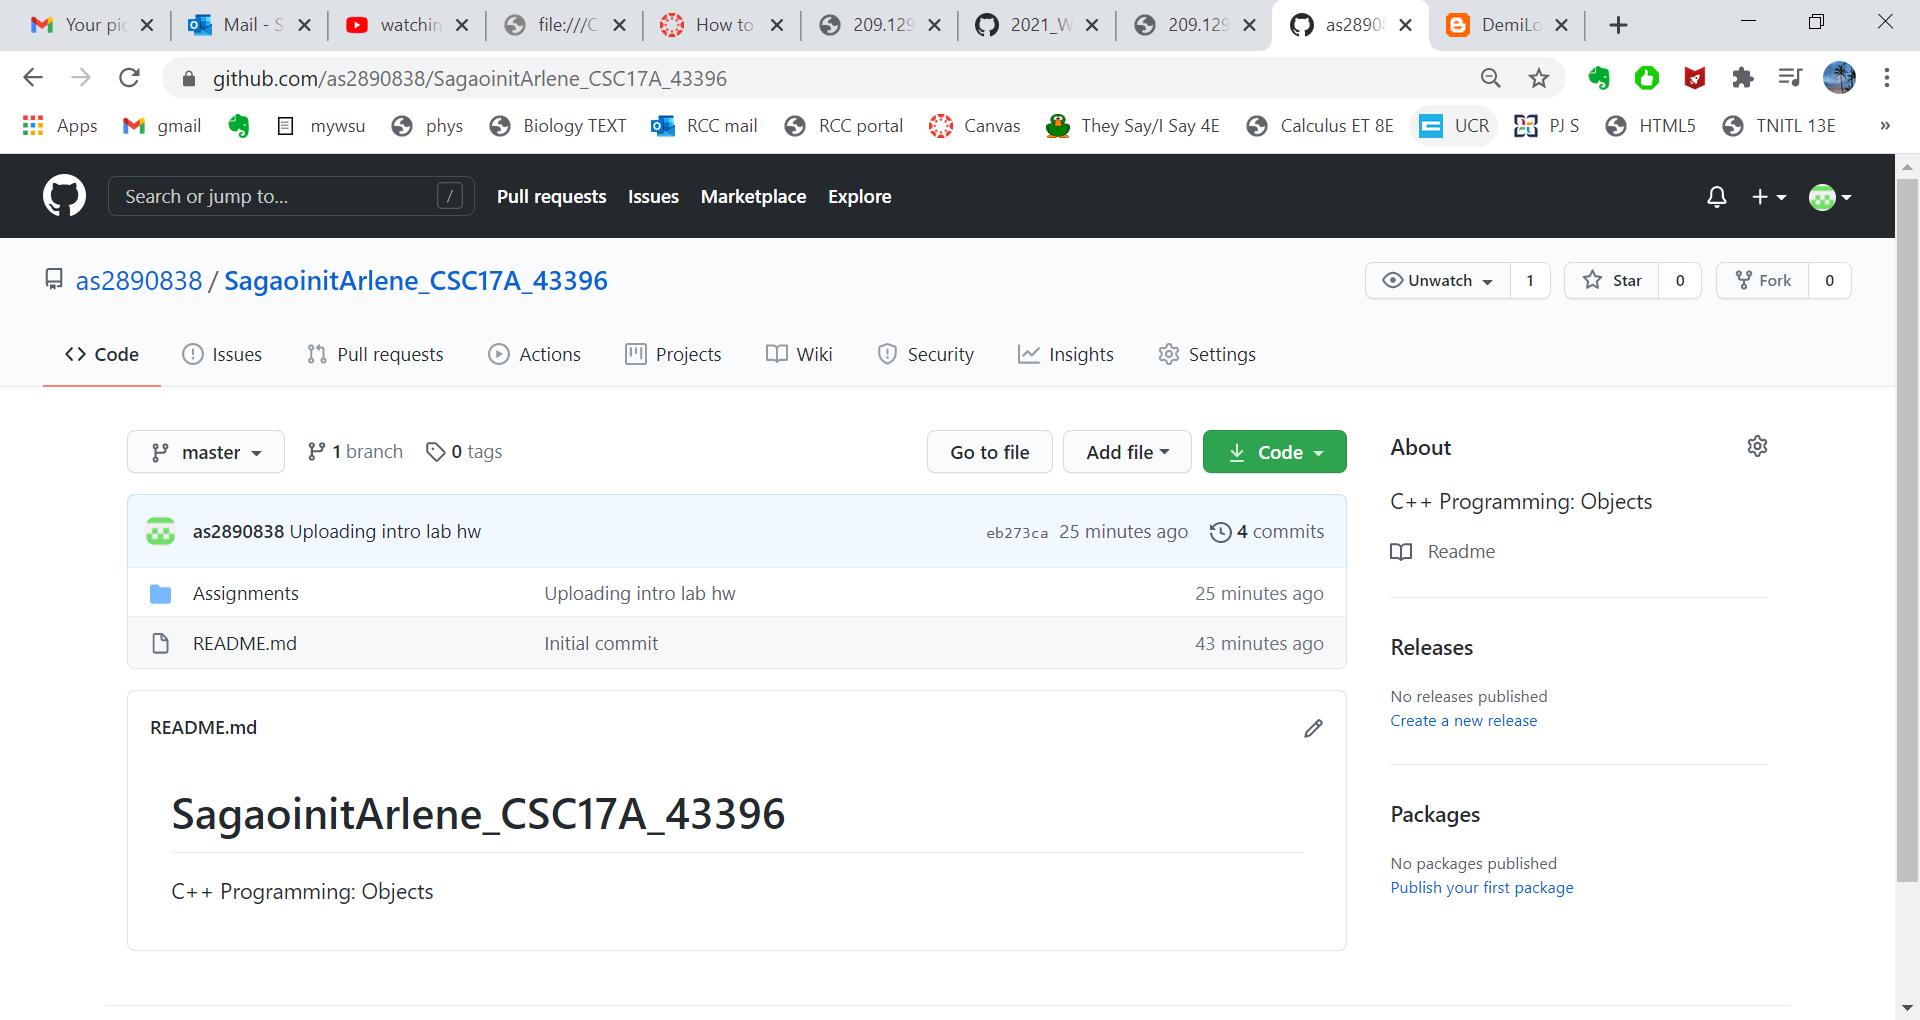 Your pic
Mail - S
watchin
file:///C
How to
209.129
2021_W
209.129
as28908
DemiLo
github.com/as2890838/SagaoinitArlene_CSC17A_43396
Apps
gmail
mywsu
phys
Biology TEXT
RCC mail
RCC portal
Canvas
They Say/I Say 4E
Calculus ET 8E
UCR
PJ S
HTML5
TNITL 13E
»
Search or jump to...
/
Pull requests
Issues
Marketplace
Explore
as2890838 / SagaoinitArlene_CSC17A_43396
Unwatch 1
Star 0
Fork 0
Code
Issues
Pull requests
Actions
Projects
Wiki
Security
Insights
Settings
master
1 branch
0 tags
Go to file
Add file
Code
as2890838 Uploading intro lab hw
eb273ca 25 minutes ago
4 commits
Assignments
Uploading intro lab hw
25 minutes ago
README.md
Initial commit
43 minutes ago
README.md
SagaoinitArlene_CSC17A_43396
C++ Programming: Objects
About
C++ Programming: Objects
Readme
Releases
No releases published
Create a new release
Packages
No packages published
Publish your first package